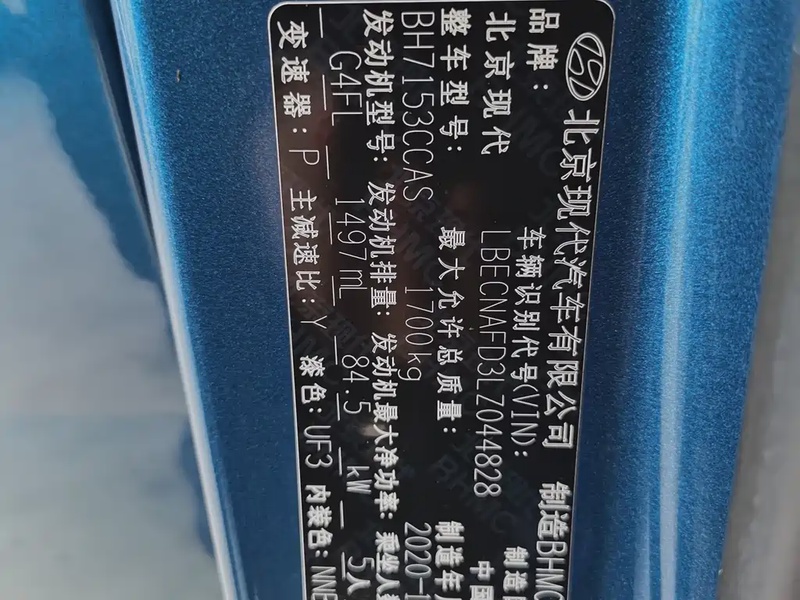 北京现代汽车有限公司 制造BHMC
品牌: 车辆识别代号(VIN): 制造
北京现代 LBECNAFD3LZ044828 中国
整车型号: 最大允许总质量: 制造年
BH7153CCAS 1700kg 2020-1
发动机型号: 发动机排量: 发动机最大净功率: 乘坐人数
G4FL 1497mL 84.5 kW 5人
变速器: P 主减速比: Y 漆色: UF3 内装色: NNB